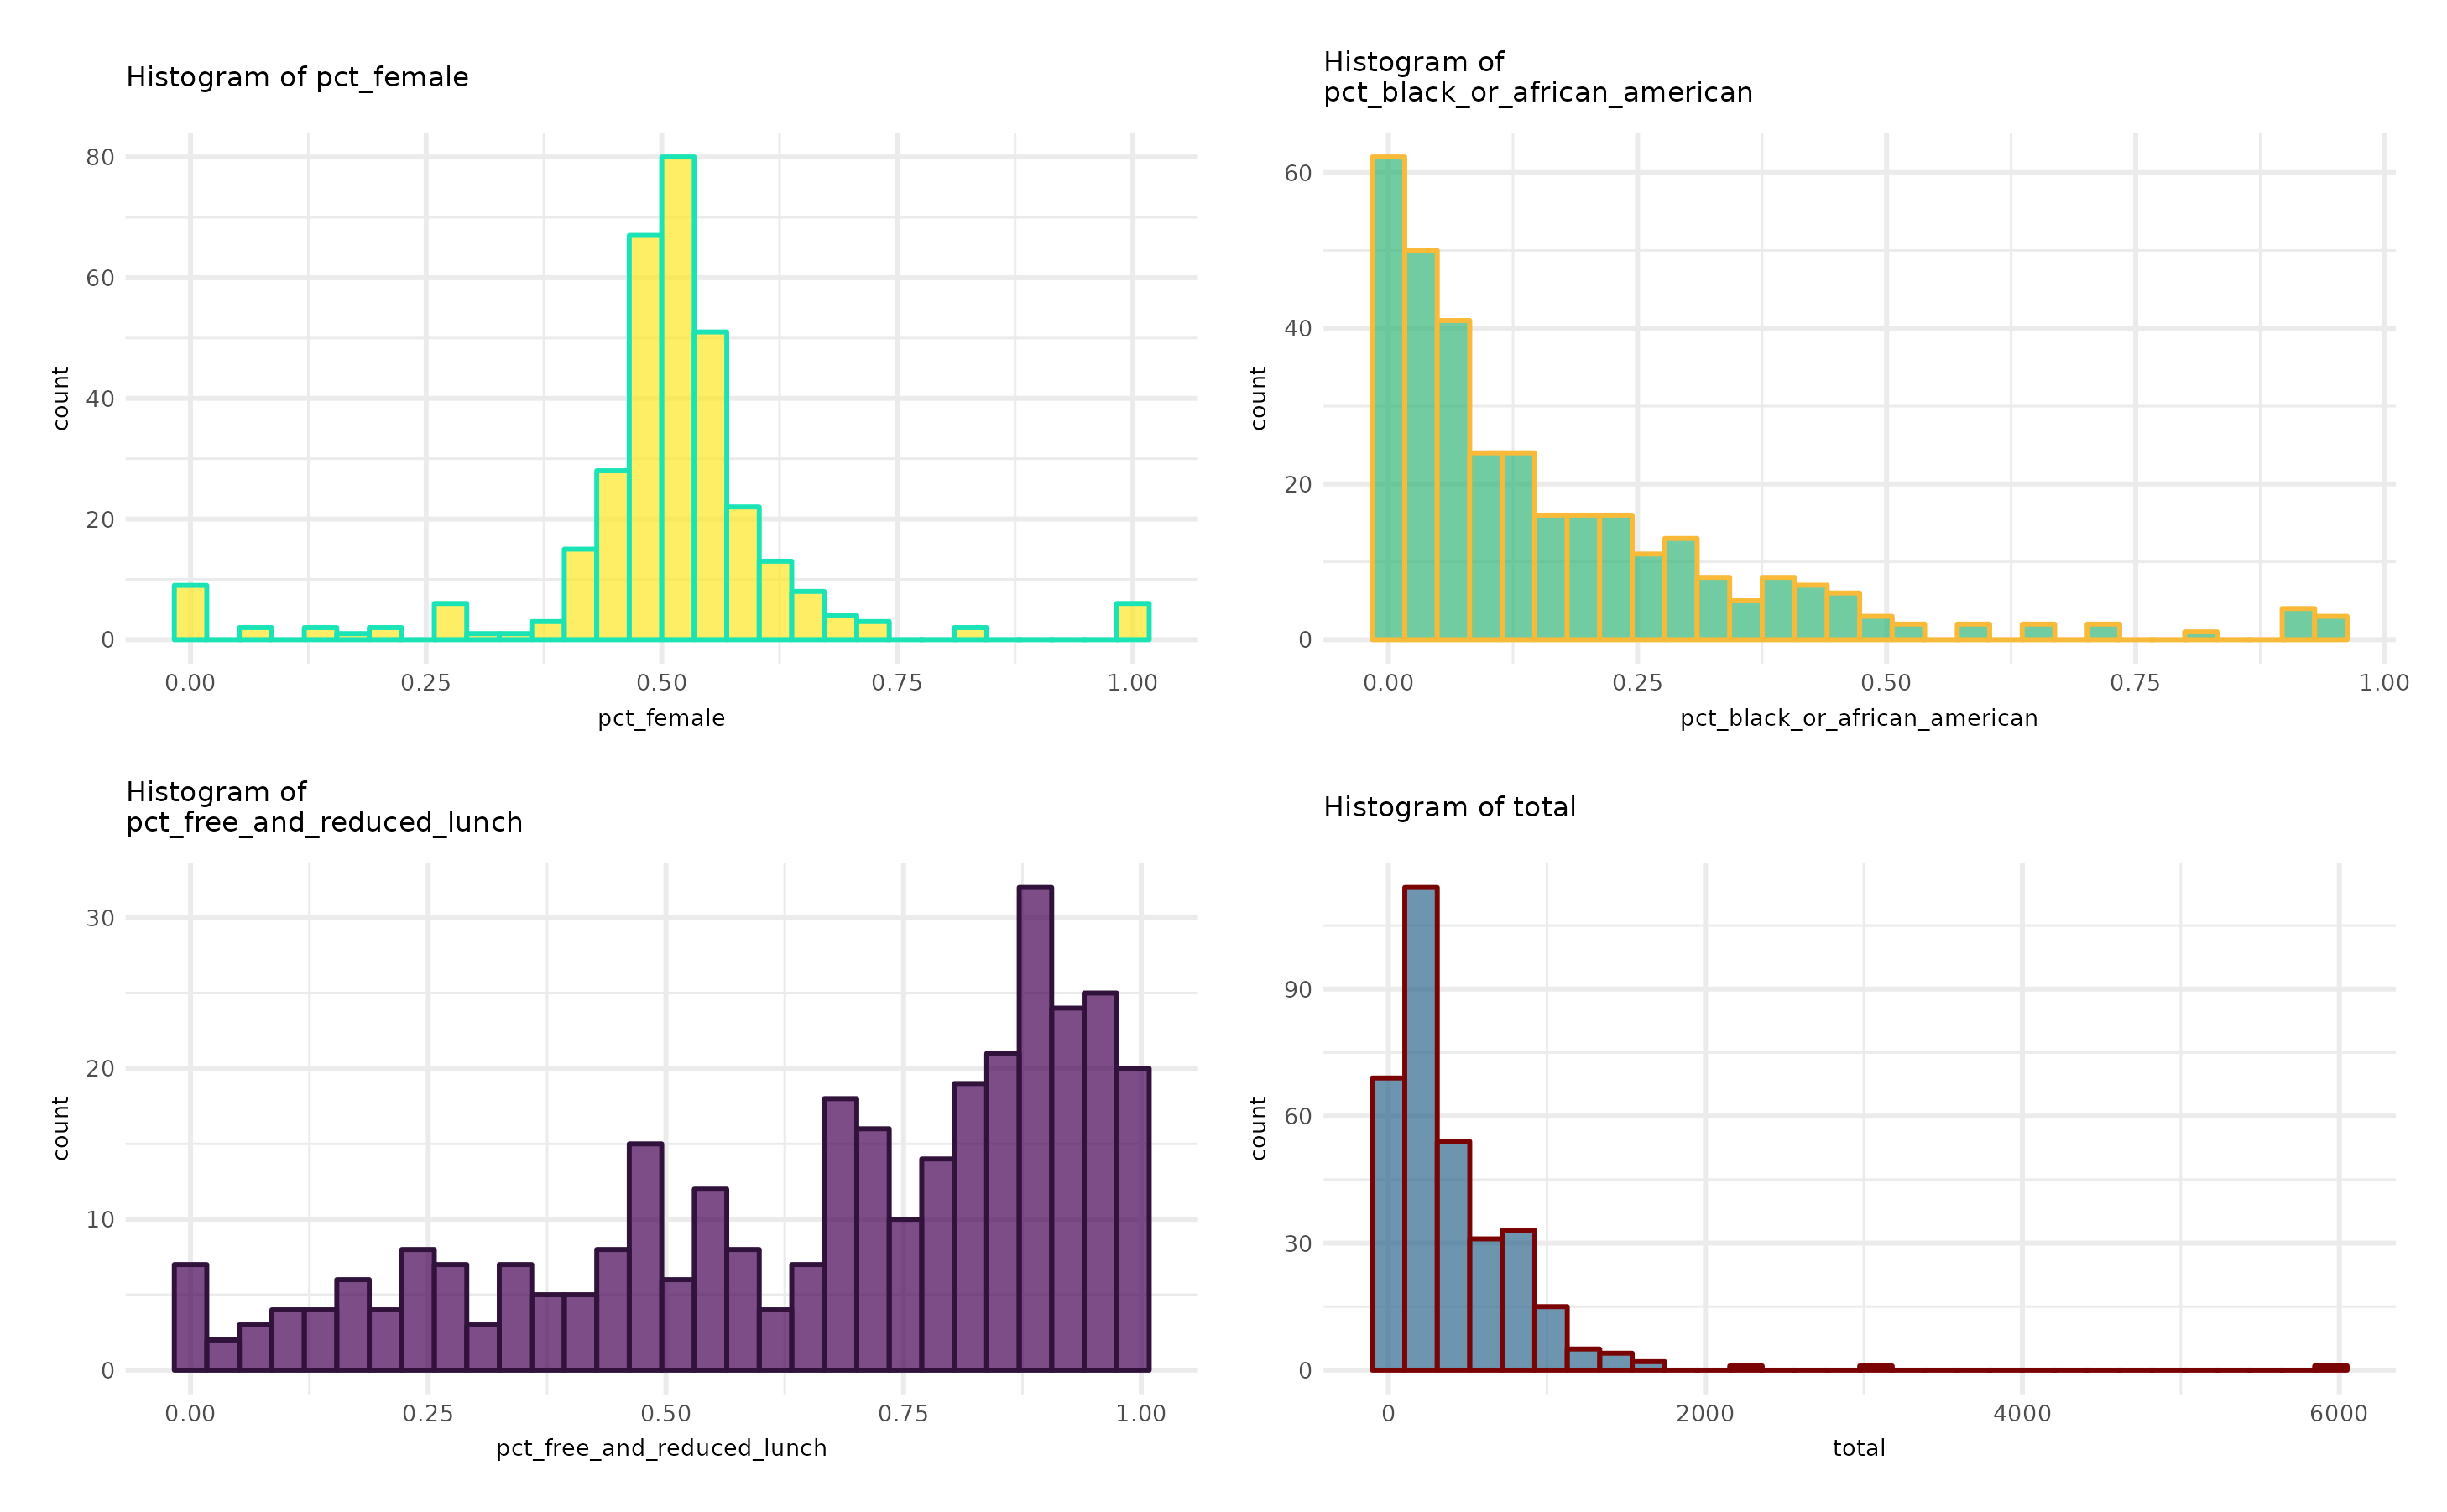 Histogram of pct_female
count
80
60
40
20
0
0.00 0.25 0.50 0.75 1.00
pct_female
Histogram of
pct_black_or_african_american
count
60
40
20
0
0.00 0.25 0.50 0.75 1.00
pct_black_or_african_american
Histogram of
pct_free_and_reduced_lunch
count
30
20
10
0
0.00 0.25 0.50 0.75 1.00
pct_free_and_reduced_lunch
Histogram of total
count
90
60
30
0
0 2000 4000 6000
total